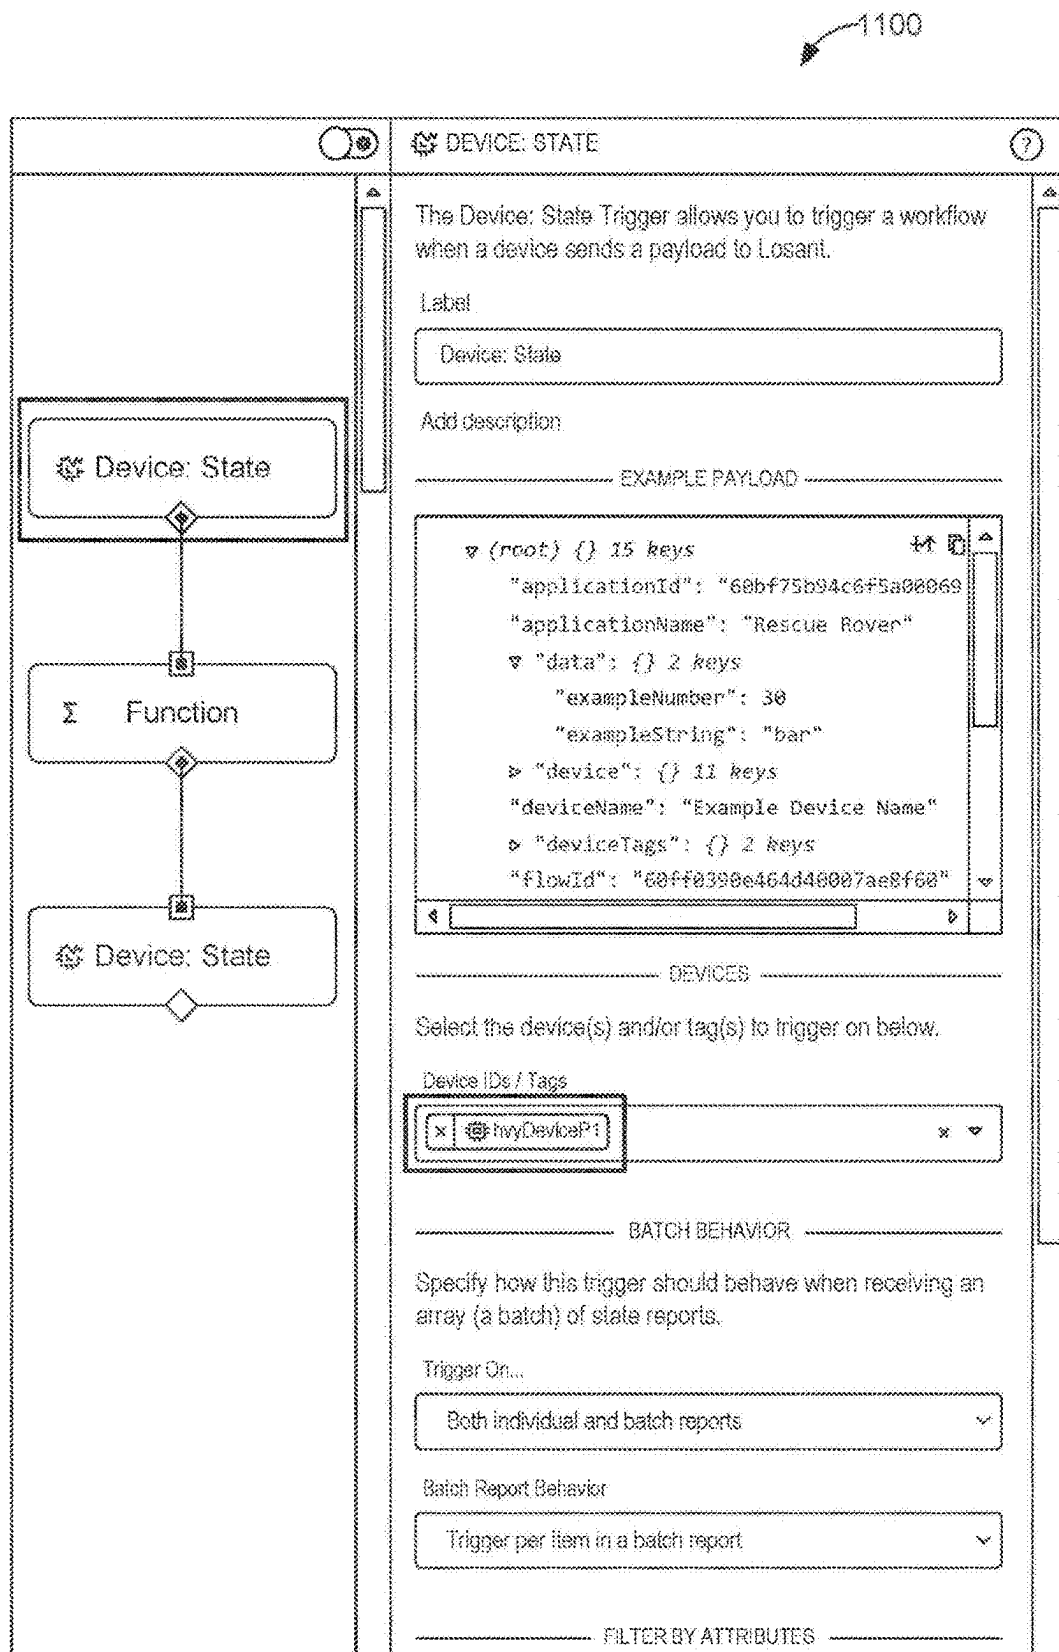 1100
DEVICE: STATE
?
The Device: State Trigger allows you to trigger a workflow
when a device sends a payload to Losant.
Label
Device: State
Add description
EXAMPLE PAYLOAD
(root) {} 15 keys
"applicationId": "60bf75b94c6f5a00069
"applicationName": "Rescue Rover"
"data": {} 2 keys
"exampleNumber": 30
"exampleString": "bar"
"device": {} 11 keys
"deviceName": "Example Device Name"
"deviceTags": {} 2 keys
"flowId": "60ff0390e464d40007ae8f60"
DEVICES
Select the device(s) and/or tag(s) to trigger on below.
Device IDs / Tags
x hvyDeviceP1 x
BATCH BEHAVIOR
Specify how this trigger should behave when receiving an
array (a batch) of state reports.
Trigger On...
Both individual and batch reports
Batch Report Behavior
Trigger per item in a batch report
FILTER BY ATTRIBUTES
Device: State
Σ Function
Device: State